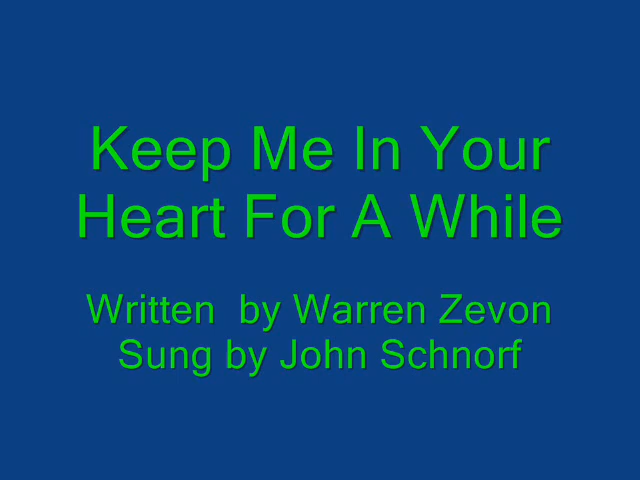 Keep Me In Your
Heart For A While
Written  by Warren Zevon
Sung by John Schnorf